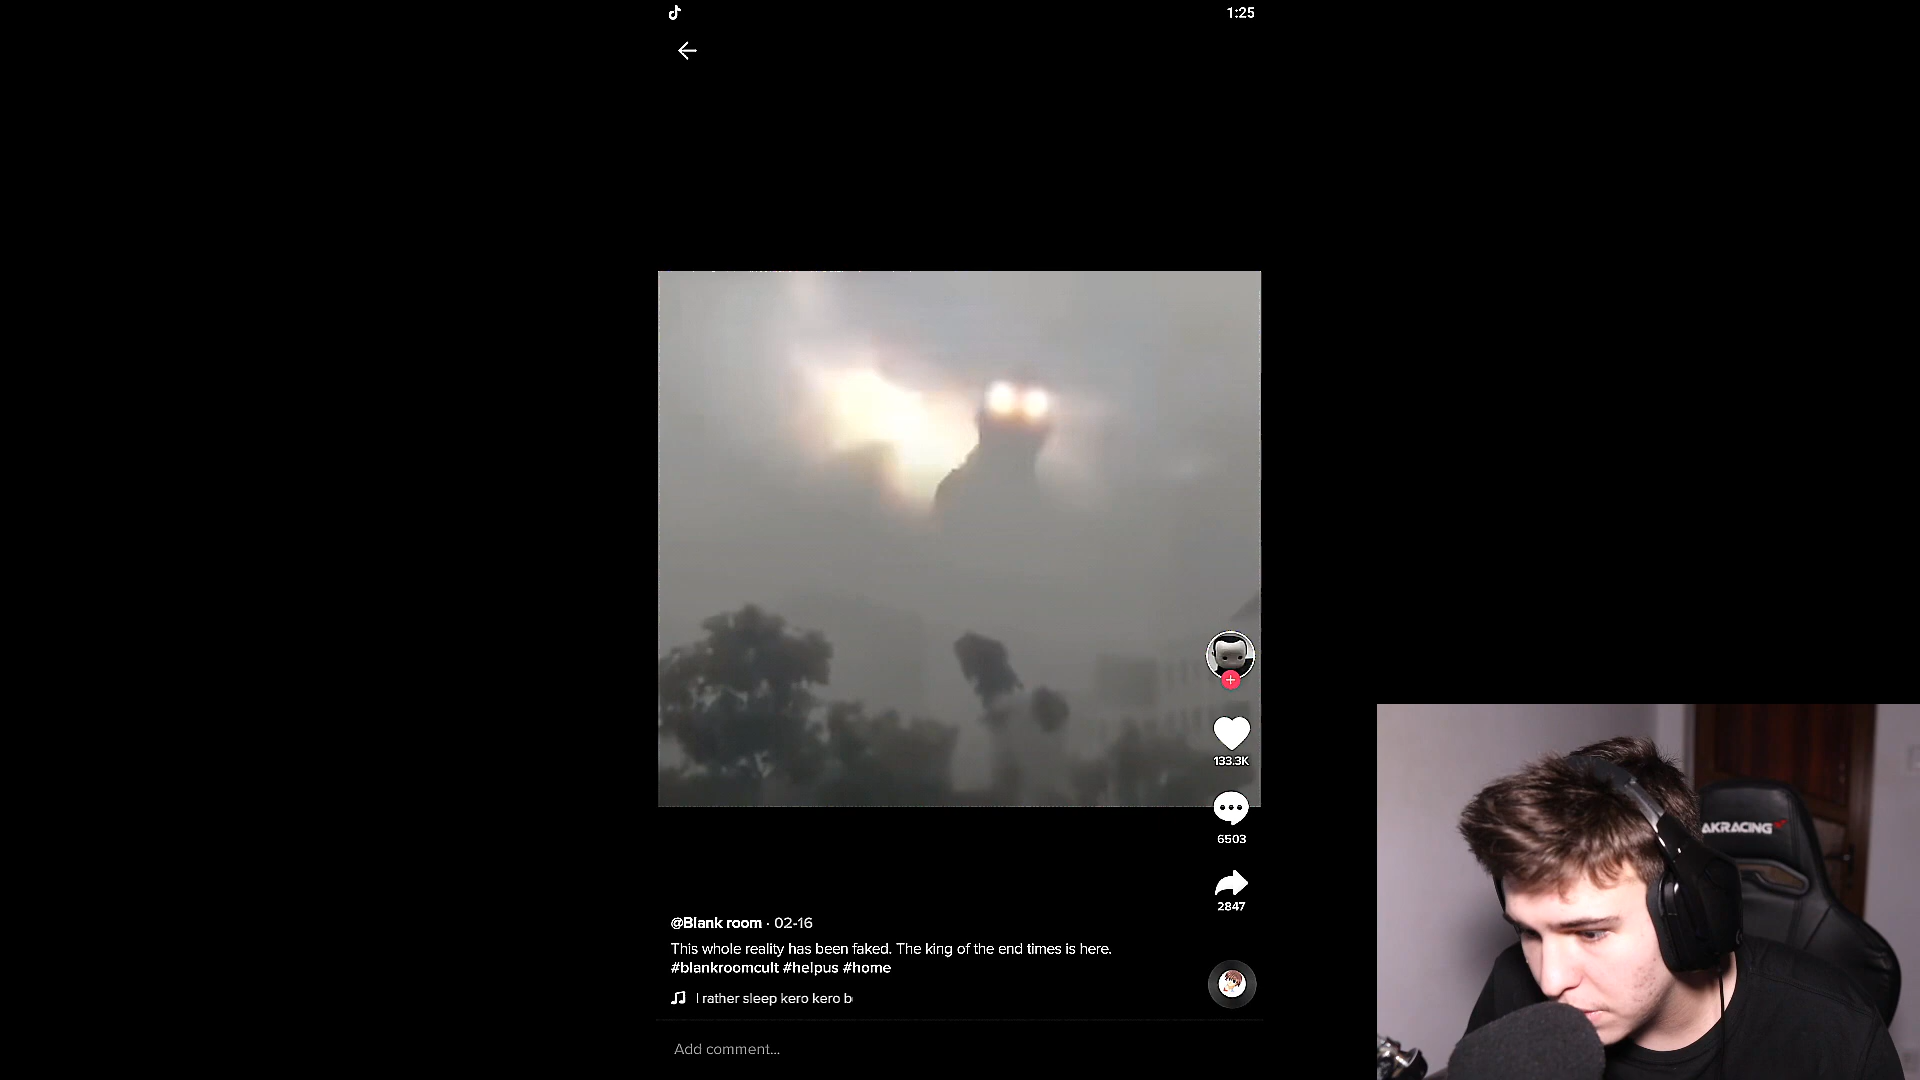 1:25
133.3K
6503
2847
@Blank room · 02-16
This whole reality has been faked. The king of the end times is here.
#blankroomcult #helpus #home
I rather sleep kero kero b
Add comment...
AKRACING